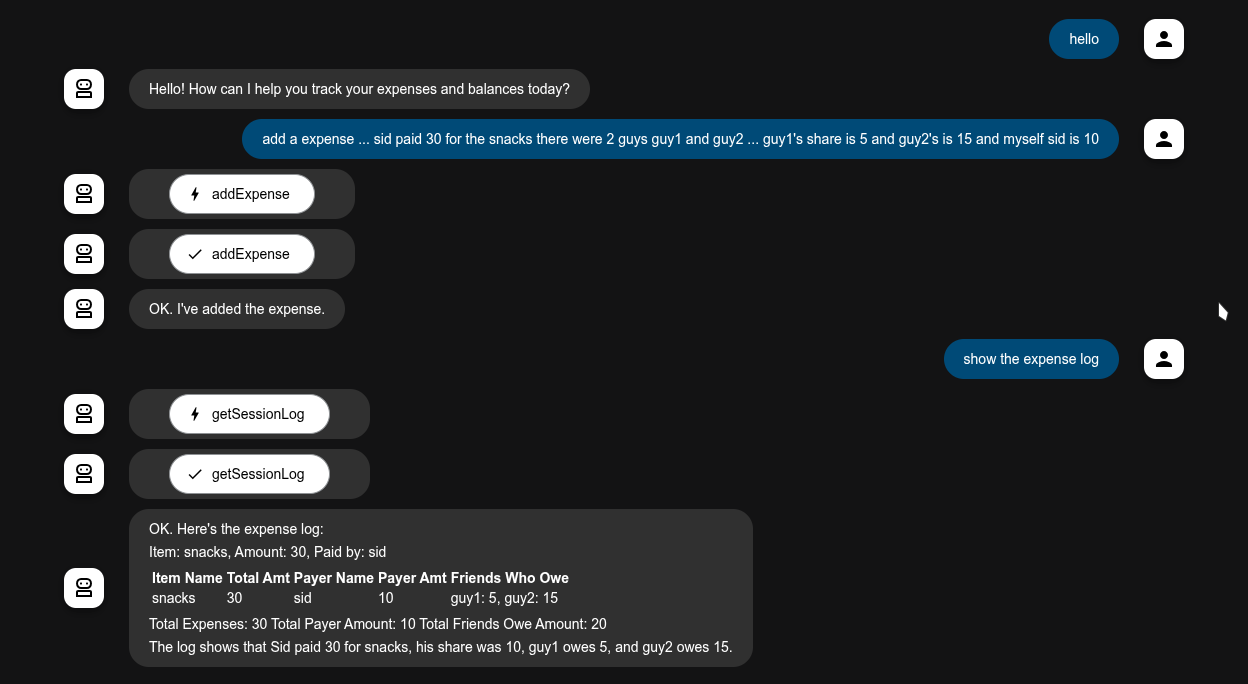 hello
Hello! How can I help you track your expenses and balances today?
add a expense ... sid paid 30 for the snacks there were 2 guys guy1 and guy2 ... guy1's share is 5 and guy2's is 15 and myself sid is 10
addExpense
addExpense
OK. I've added the expense.
show the expense log
getSessionLog
getSessionLog
OK. Here's the expense log:
Item: snacks, Amount: 30, Paid by: sid
Item Name Total Amt Payer Name Payer Amt Friends Who Owe
snacks 30 sid 10 guy1: 5, guy2: 15
Total Expenses: 30 Total Payer Amount: 10 Total Friends Owe Amount: 20
The log shows that Sid paid 30 for snacks, his share was 10, guy1 owes 5, and guy2 owes 15.